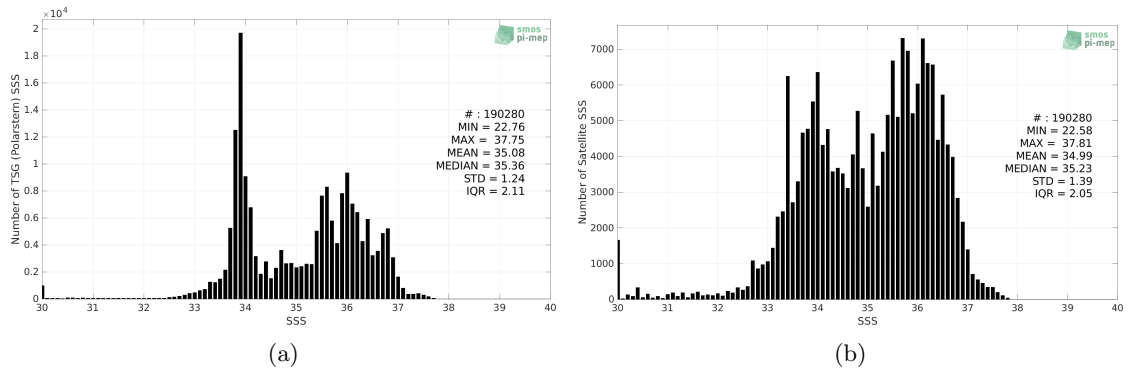 ×10⁴
smos
pi-mep
Number of TSG (Polarstern) SSS
2
1.8
1.6
1.4
1.2
1
0.8
0.6
0.4
0.2
0
# : 190280
MIN = 22.76
MAX = 37.75
MEAN = 35.08
MEDIAN = 35.36
STD = 1.24
IQR = 2.11
30 31 32 33 34 35 36 37 38 39 40
SSS
(a)
smos
pi-mep
Number of Satellite SSS
7000
6000
5000
4000
3000
2000
1000
0
# : 190280
MIN = 22.58
MAX = 37.81
MEAN = 34.99
MEDIAN = 35.23
STD = 1.39
IQR = 2.05
30 31 32 33 34 35 36 37 38 39 40
SSS
(b)